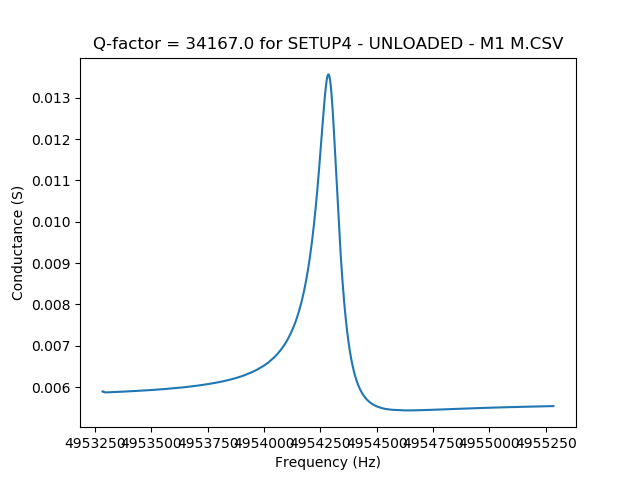 Q-factor = 34167.0 for SETUP4 - UNLOADED - M1 M.CSV
0.013
0.012
0.011
0.010
0.009
0.008
0.007
0.006
Conductance (S)
4953250 4953500 4953750 4954000 4954250 4954500 4954750 4955000 4955250
Frequency (Hz)